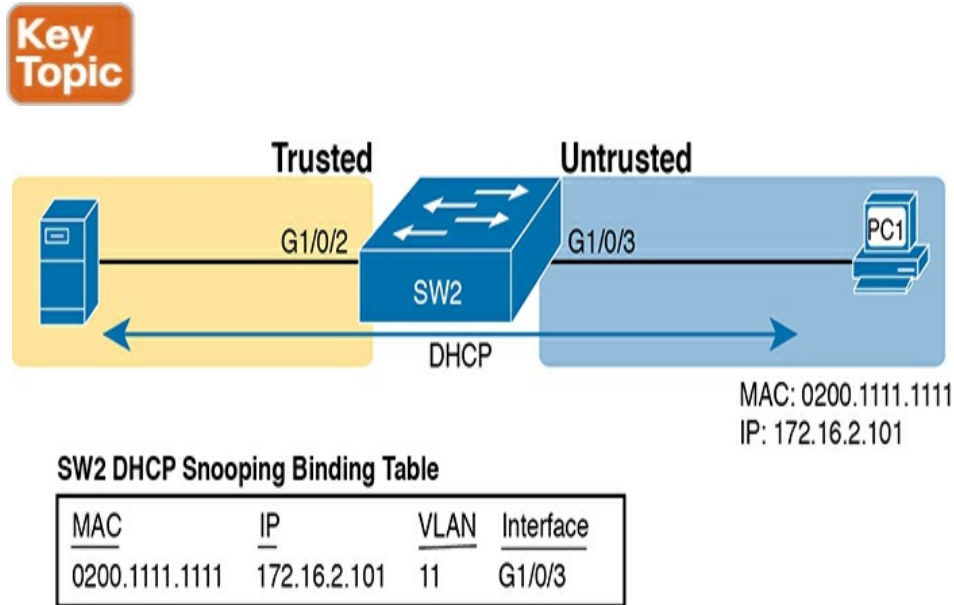 Key
Topic
Trusted
Untrusted
G1/0/2
G1/0/3
PC1
SW2
DHCP
MAC: 0200.1111.1111
IP: 172.16.2.101
SW2 DHCP Snooping Binding Table
MAC IP VLAN Interface
0200.1111.1111 172.16.2.101 11 G1/0/3